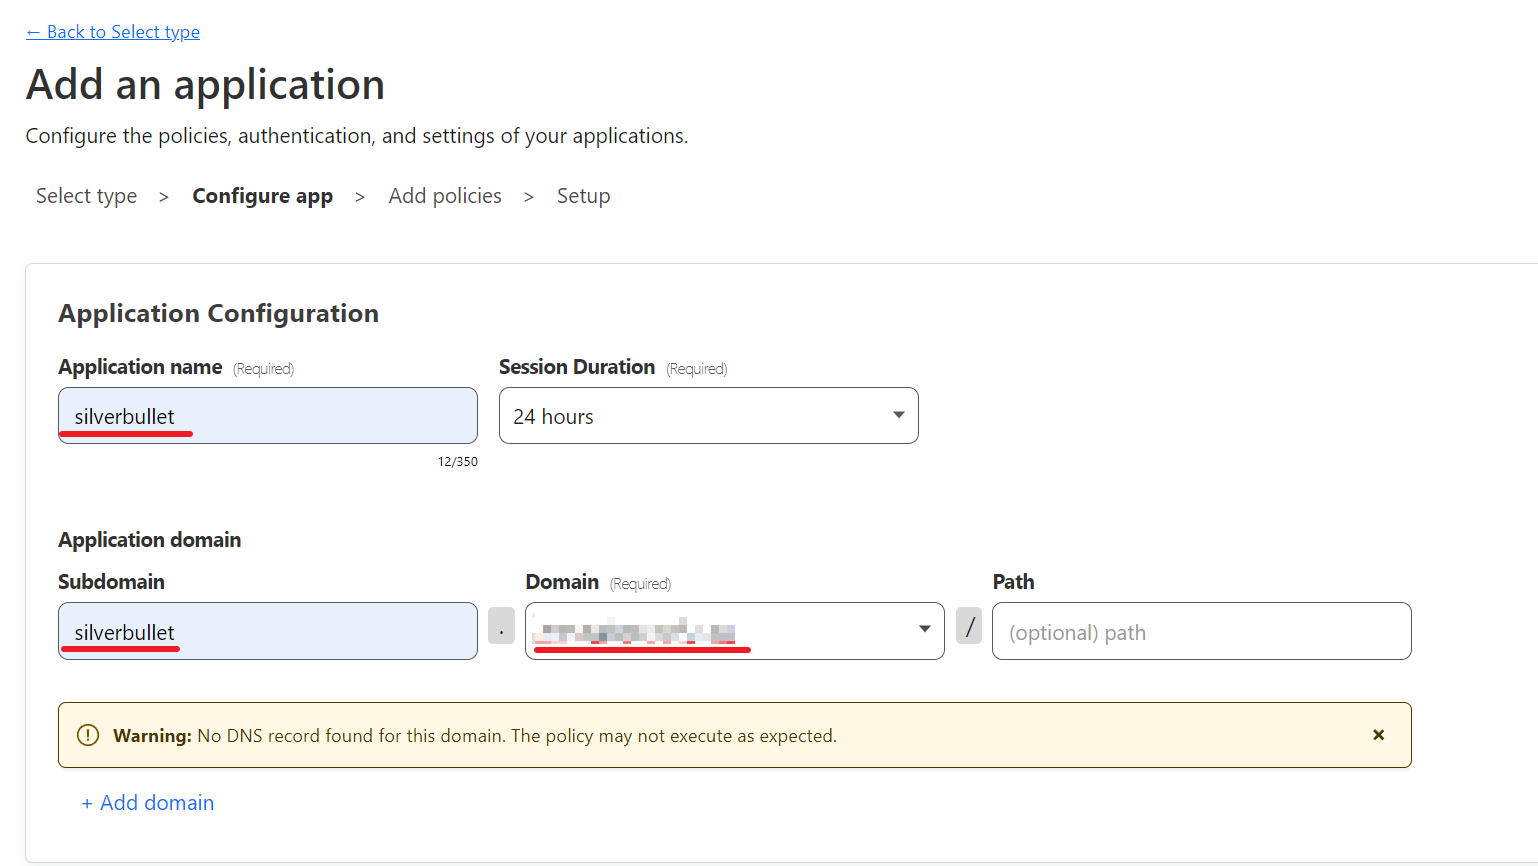 ← Back to Select type
Add an application
Configure the policies, authentication, and settings of your applications.
Select type > Configure app > Add policies > Setup
Application Configuration
Application name (Required) Session Duration (Required)
silverbullet 24 hours
12/350
Application domain
Subdomain Domain (Required) Path
silverbullet . / (optional) path
Warning: No DNS record found for this domain. The policy may not execute as expected. ×
+ Add domain